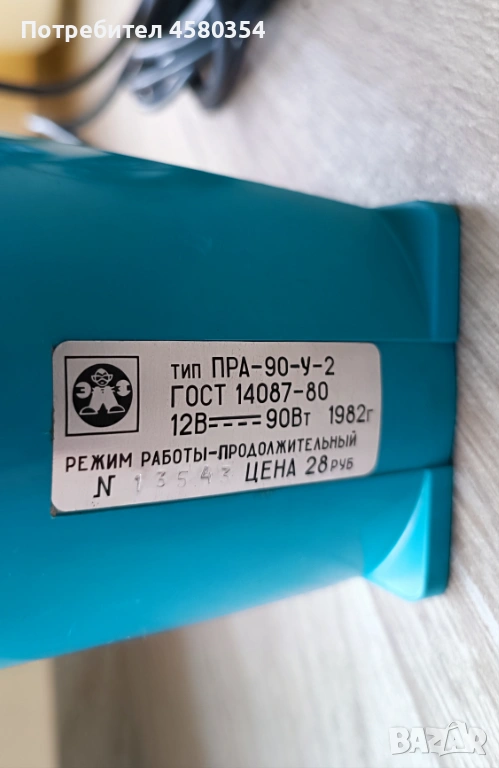 Потребител 4580354
ТИП ПРА-90-У-2
ГОСТ 14087-80
12В 90Вт 1982г
РЕЖИМ РАБОТЫ-ПРОДОЛЖИТЕЛЬНЫЙ
N 13543 ЦЕНА 28 РУБ
BAZAR